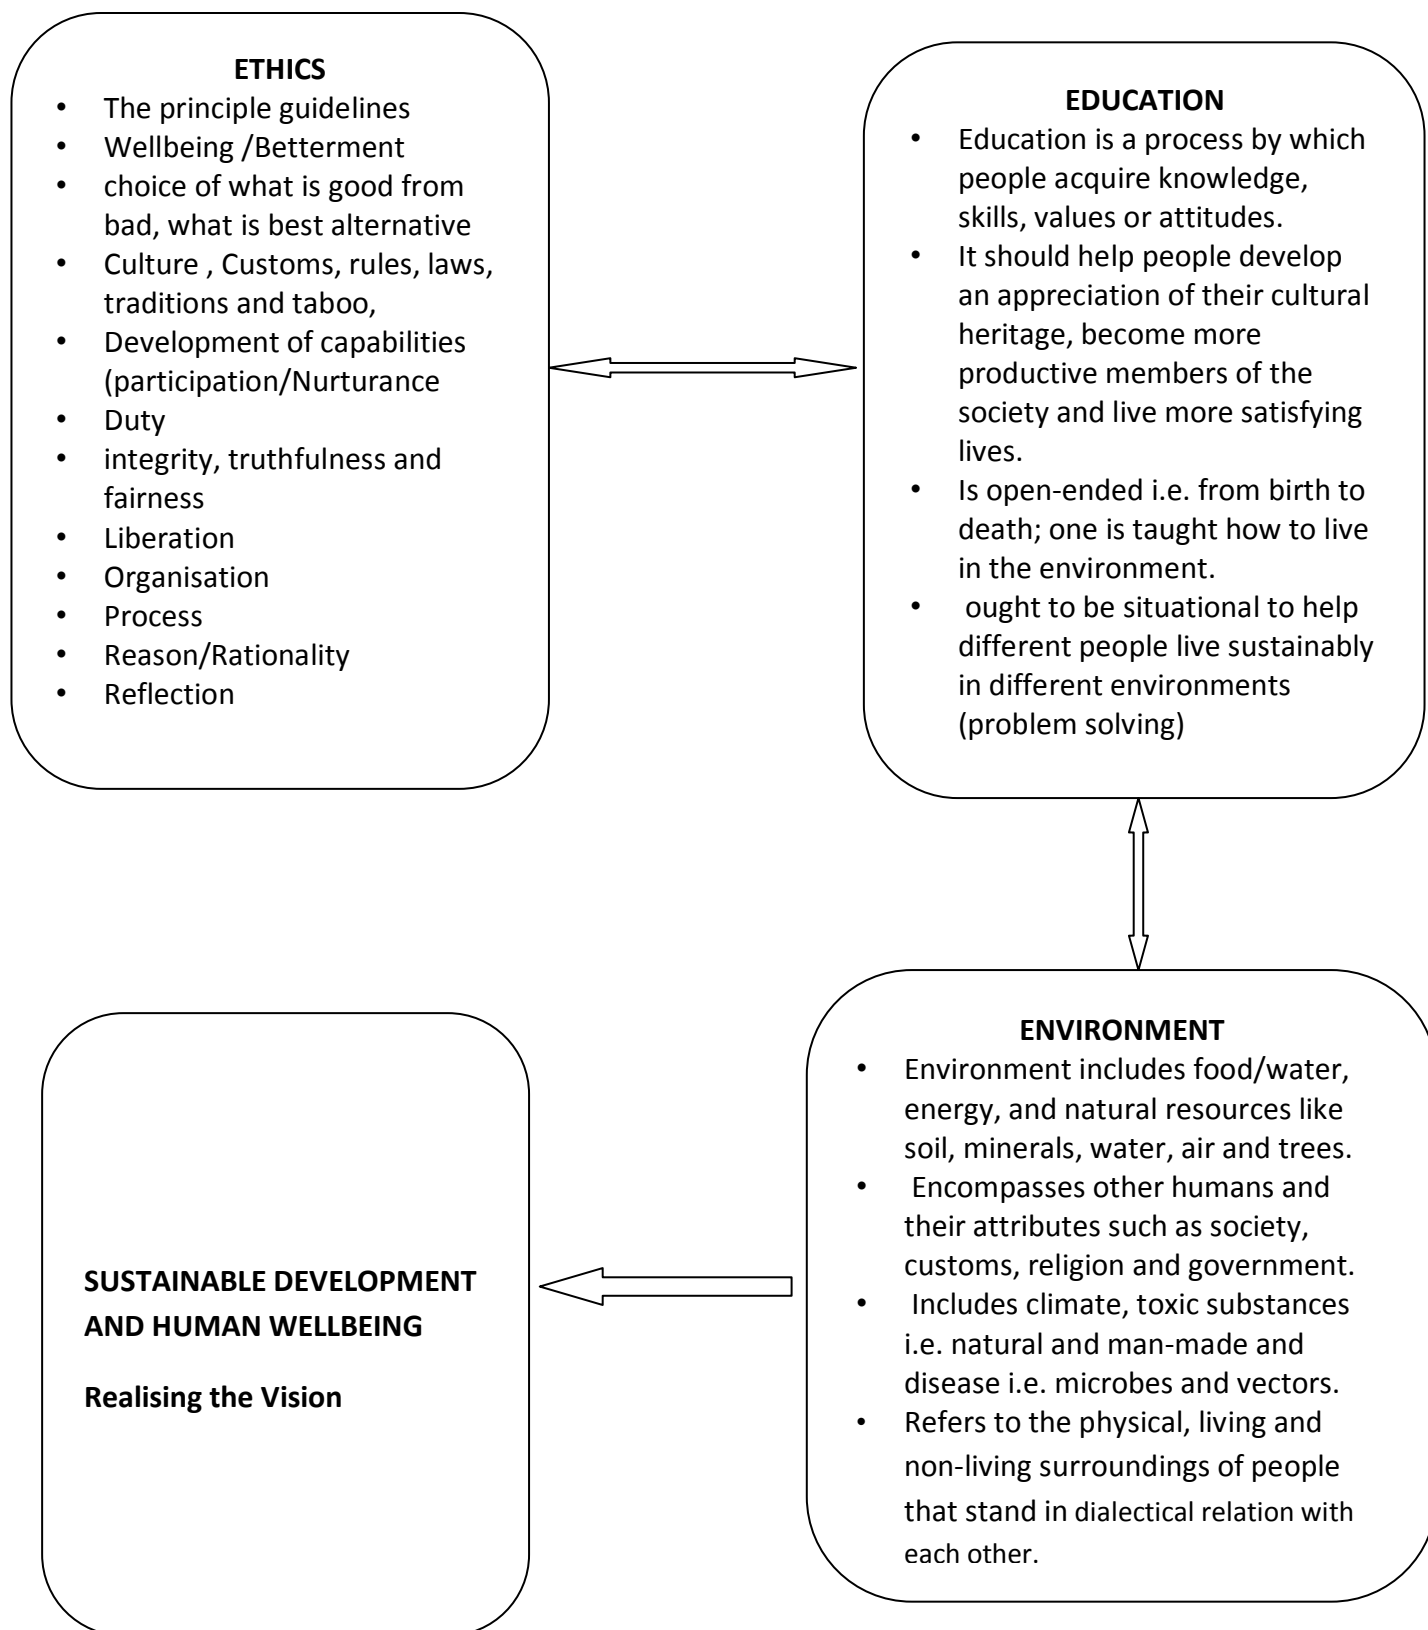 ETHICS
• The principle guidelines
• Wellbeing /Betterment
• choice of what is good from
bad, what is best alternative
• Culture , Customs, rules, laws,
traditions and taboo,
• Development of capabilities
(participation/Nurturance
• Duty
• integrity, truthfulness and
fairness
• Liberation
• Organisation
• Process
• Reason/Rationality
• Reflection
EDUCATION
• Education is a process by which
people acquire knowledge,
skills, values or attitudes.
• It should help people develop
an appreciation of their cultural
heritage, become more
productive members of the
society and live more satisfying
lives.
• Is open-ended i.e. from birth to
death; one is taught how to live
in the environment.
• ought to be situational to help
different people live sustainably
in different environments
(problem solving)
ENVIRONMENT
• Environment includes food/water,
energy, and natural resources like
soil, minerals, water, air and trees.
• Encompasses other humans and
their attributes such as society,
customs, religion and government.
• Includes climate, toxic substances
i.e. natural and man-made and
disease i.e. microbes and vectors.
• Refers to the physical, living and
non-living surroundings of people
that stand in dialectical relation with
each other.
SUSTAINABLE DEVELOPMENT
AND HUMAN WELLBEING
Realising the Vision